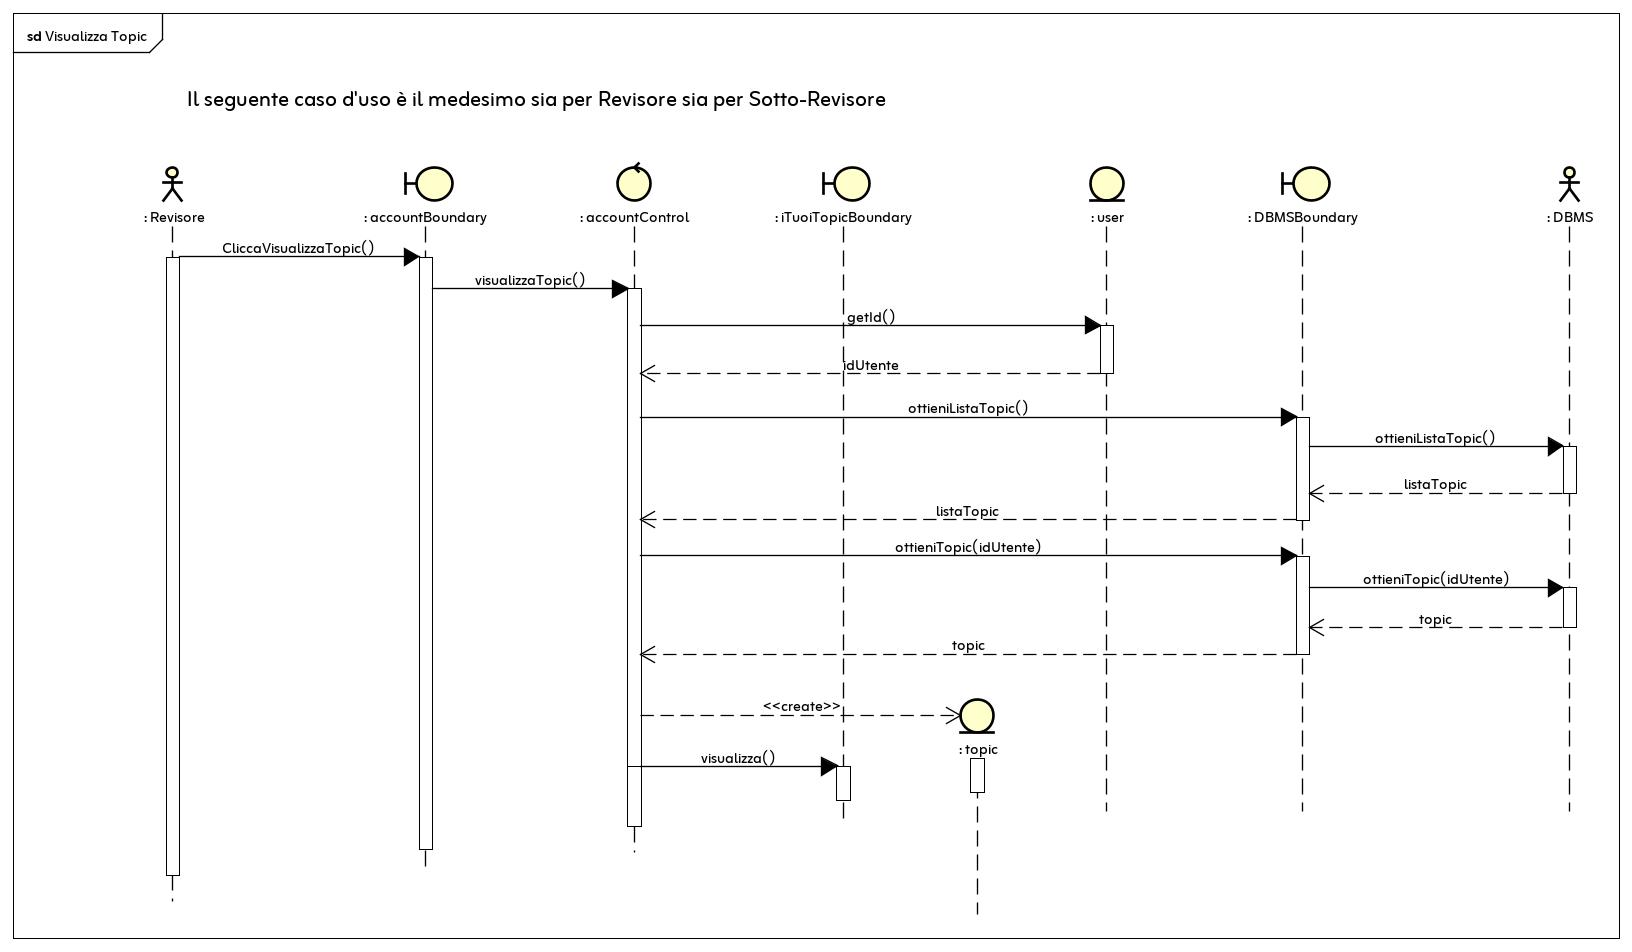 sd Visualizza Topic
Il seguente caso d'uso è il medesimo sia per Revisore sia per Sotto-Revisore
: Revisore
: accountBoundary
: accountControl
: iTuoiTopicBoundary
: user
: DBMSBoundary
: DBMS
CliccaVisualizzaTopic()
visualizzaTopic()
getId()
idUtente
ottieniListaTopic()
ottieniListaTopic()
listaTopic
listaTopic
ottieniTopic(idUtente)
ottieniTopic(idUtente)
topic
topic
<<create>>
: topic
visualizza()